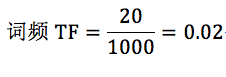 词频 TF = 20/1000 = 0.02